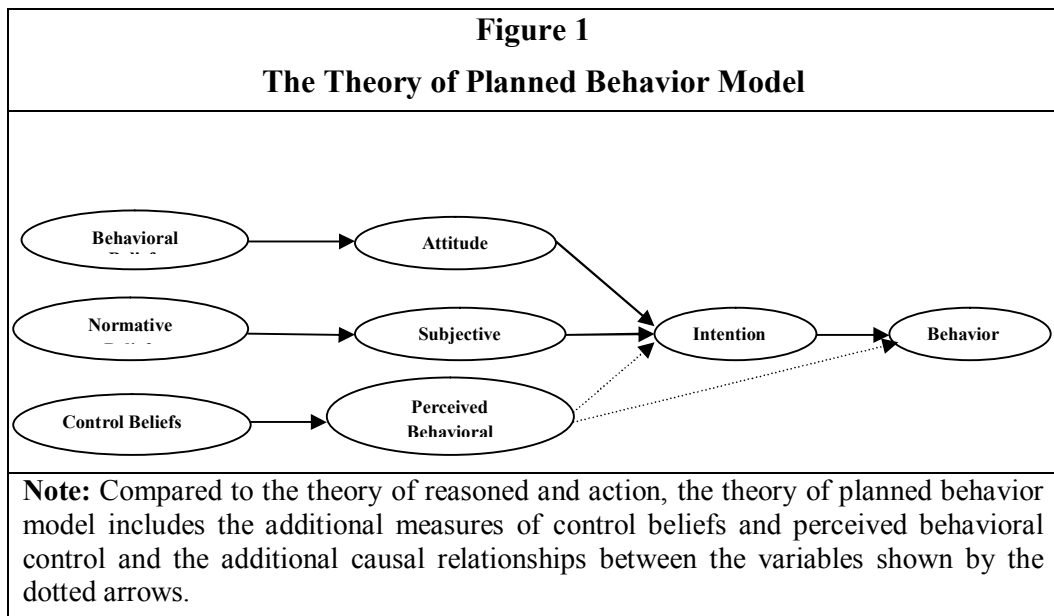 Figure 1
The Theory of Planned Behavior Model
Behavioral
Attitude
Normative
Subjective
Intention
Behavior
Control Beliefs
Perceived
Behavioral
Note: Compared to the theory of reasoned and action, the theory of planned behavior
model includes the additional measures of control beliefs and perceived behavioral
control and the additional causal relationships between the variables shown by the
dotted arrows.